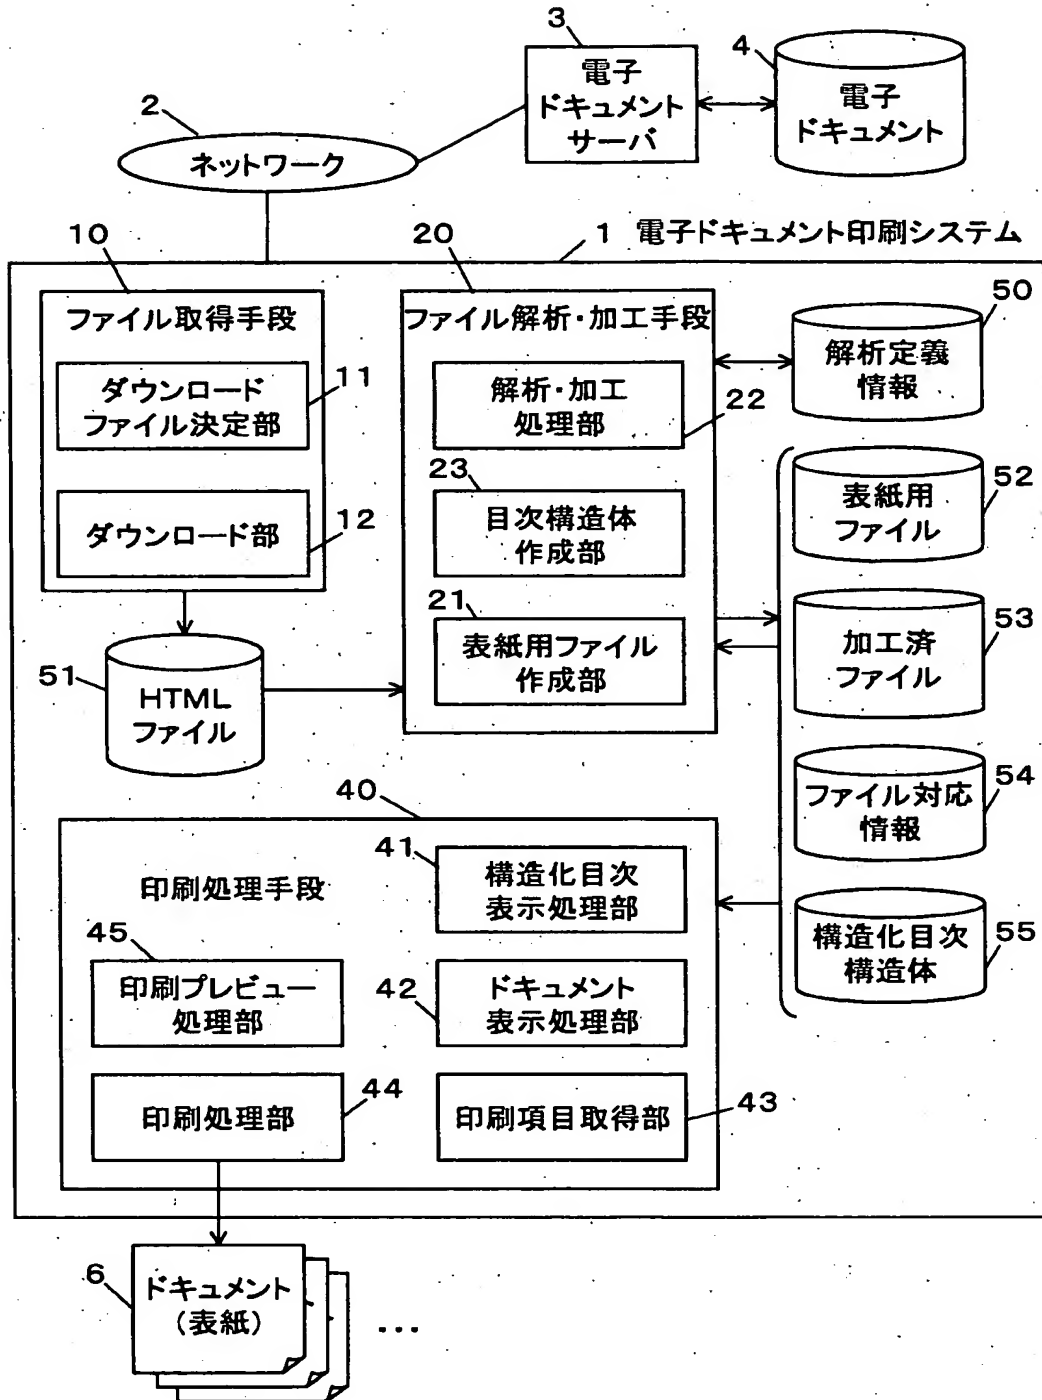 3
電子
ドキュメント
サーバ
4
電子
ドキュメント
2
ネットワーク
1 電子ドキュメント印刷システム
10
ファイル取得手段
ダウンロード
ファイル決定部
11
ダウンロード部
12
20
ファイル解析・加工手段
解析・加工
処理部
22
23
目次構造体
作成部
21
表紙用ファイル
作成部
50
解析定義
情報
51
HTML
ファイル
52
表紙用
ファイル
53
加工済
ファイル
54
ファイル対応
情報
55
構造化目次
構造体
40
印刷処理手段
41
構造化目次
表示処理部
45
印刷プレビュー
処理部
42
ドキュメント
表示処理部
44
印刷処理部
43
印刷項目取得部
6
ドキュメント
(表紙)
...